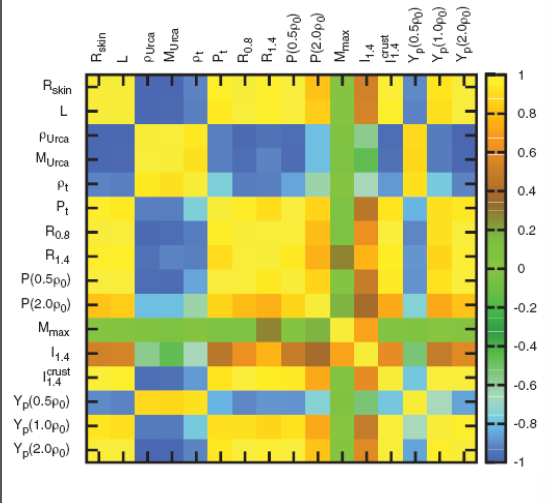 R_skin L ρ_Urca M_Urca ρ_t P_t R_0.8 R_1.4 P(0.5ρ_0) P(2.0ρ_0) M_max I_1.4 I_1.4^crust Y_p(0.5ρ_0) Y_p(1.0ρ_0) Y_p(2.0ρ_0)
R_skin
L
ρ_Urca
M_Urca
ρ_t
P_t
R_0.8
R_1.4
P(0.5ρ_0)
P(2.0ρ_0)
M_max
I_1.4
I_1.4^crust
Y_p(0.5ρ_0)
Y_p(1.0ρ_0)
Y_p(2.0ρ_0)
1
0.8
0.6
0.4
0.2
0
-0.2
-0.4
-0.6
-0.8
-1